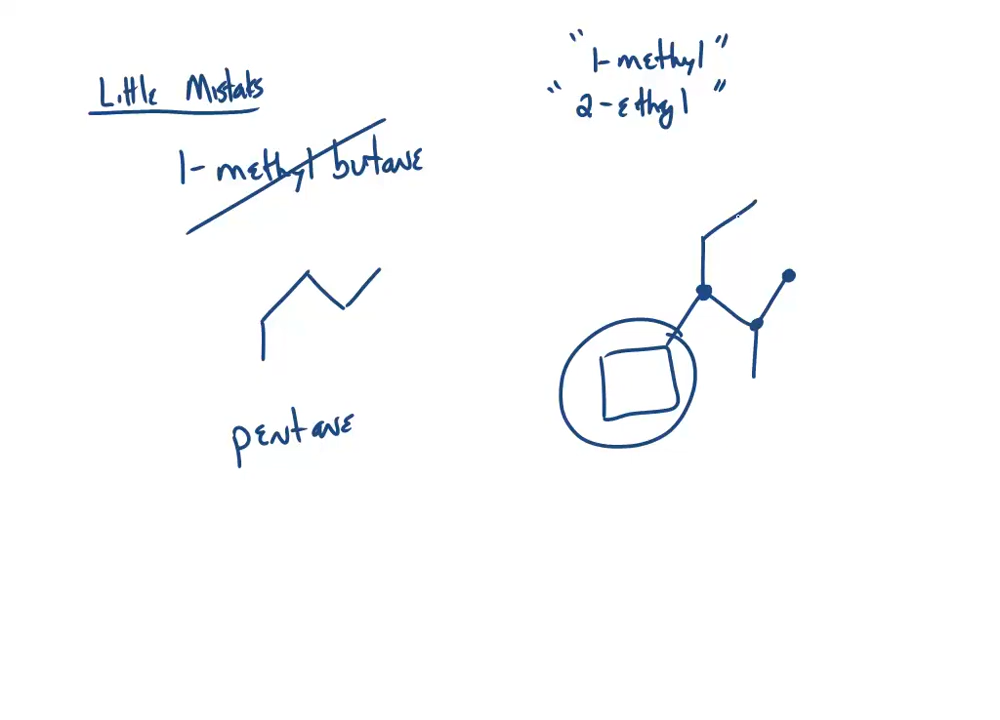 Little Mistaks
1-methyl butane
pentane
"1-methyl"
"2-ethyl"